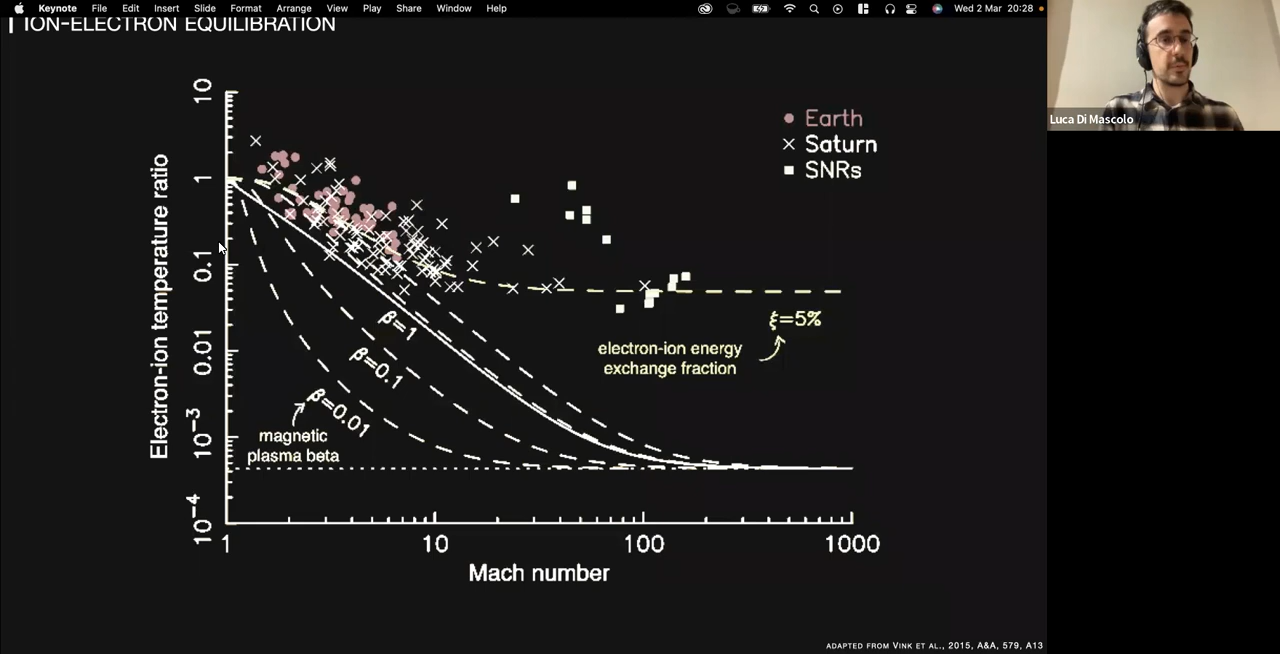 Keynote File Edit Insert Slide Format Arrange View Play Share Window Help Wed 2 Mar 20:28
ION-ELECTRON EQUILIBRATION
Luca Di Mascolo
Earth
Saturn
SNRs
Electron-ion temperature ratio
10
1
0.1
0.01
10⁻³
10⁻⁴
β=1
β=0.1
β=0.01
magnetic
plasma beta
ξ=5%
electron-ion energy
exchange fraction
1 10 100 1000
Mach number
ADAPTED FROM VINK ET AL., 2015, A&A, 579, A13